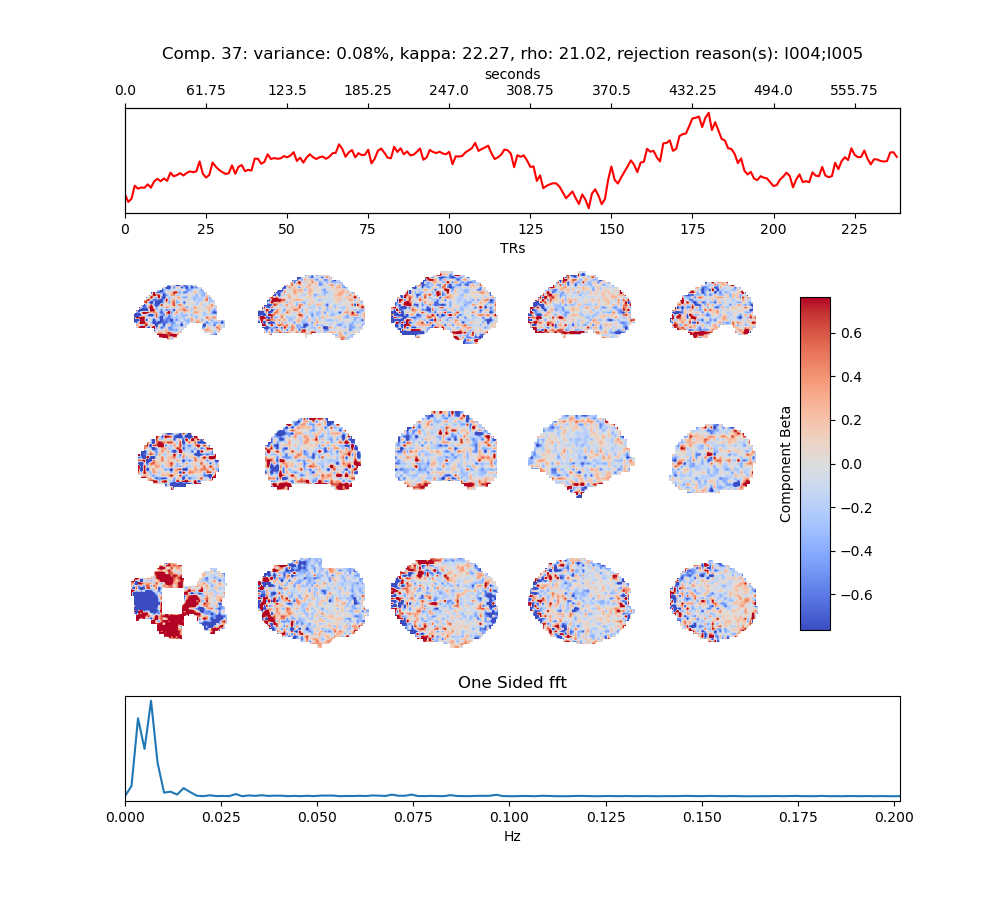 Comp. 37: variance: 0.08%, kappa: 22.27, rho: 21.02, rejection reason(s): I004;I005
seconds
0.0 61.75 123.5 185.25 247.0 308.75 370.5 432.25 494.0 555.75
0 25 50 75 100 125 150 175 200 225
TRs
0.6
0.4
0.2
0.0
−0.2
−0.4
−0.6
Component Beta
One Sided fft
0.000 0.025 0.050 0.075 0.100 0.125 0.150 0.175 0.200
Hz